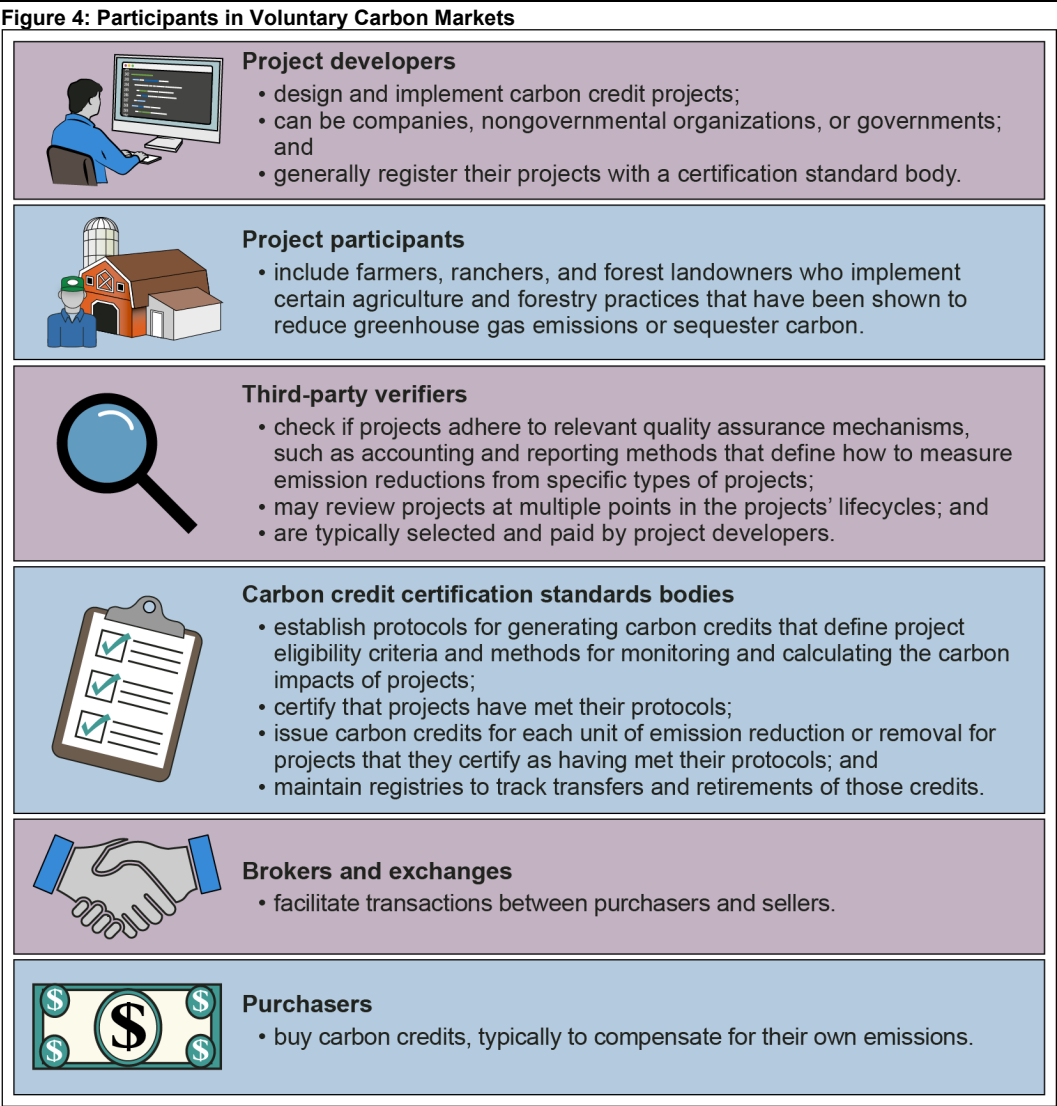 Figure 4: Participants in Voluntary Carbon Markets
Project developers
• design and implement carbon credit projects;
• can be companies, nongovernmental organizations, or governments;
and
• generally register their projects with a certification standard body.
Project participants
• include farmers, ranchers, and forest landowners who implement
certain agriculture and forestry practices that have been shown to
reduce greenhouse gas emissions or sequester carbon.
Third-party verifiers
• check if projects adhere to relevant quality assurance mechanisms,
such as accounting and reporting methods that define how to measure
emission reductions from specific types of projects;
• may review projects at multiple points in the projects’ lifecycles; and
• are typically selected and paid by project developers.
Carbon credit certification standards bodies
• establish protocols for generating carbon credits that define project
eligibility criteria and methods for monitoring and calculating the carbon
impacts of projects;
• certify that projects have met their protocols;
• issue carbon credits for each unit of emission reduction or removal for
projects that they certify as having met their protocols; and
• maintain registries to track transfers and retirements of those credits.
Brokers and exchanges
• facilitate transactions between purchasers and sellers.
$ $
$
$ $
Purchasers
• buy carbon credits, typically to compensate for their own emissions.